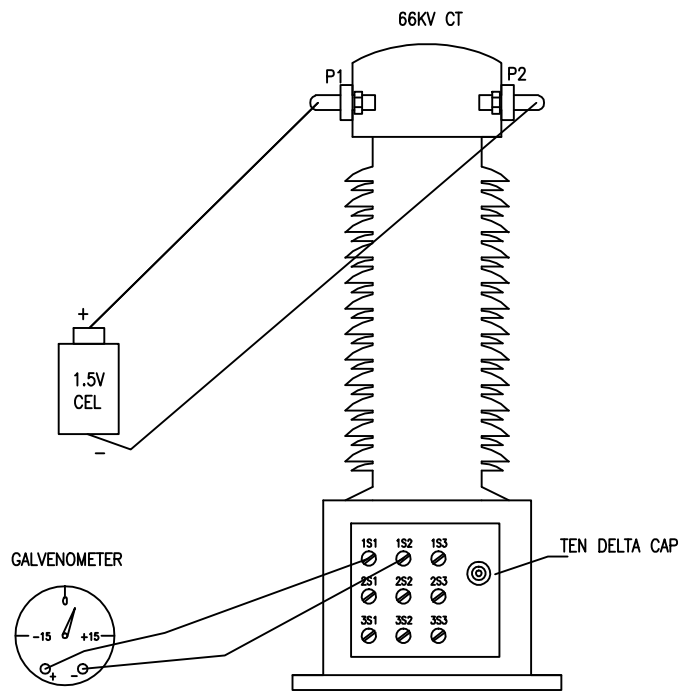 66KV CT
P1
P2
+
1.5V
CEL
-
GALVENOMETER
0
-15 +15
+ -
1S1 1S2 1S3
2S1 2S2 2S3
3S1 3S2 3S3
TEN DELTA CAP